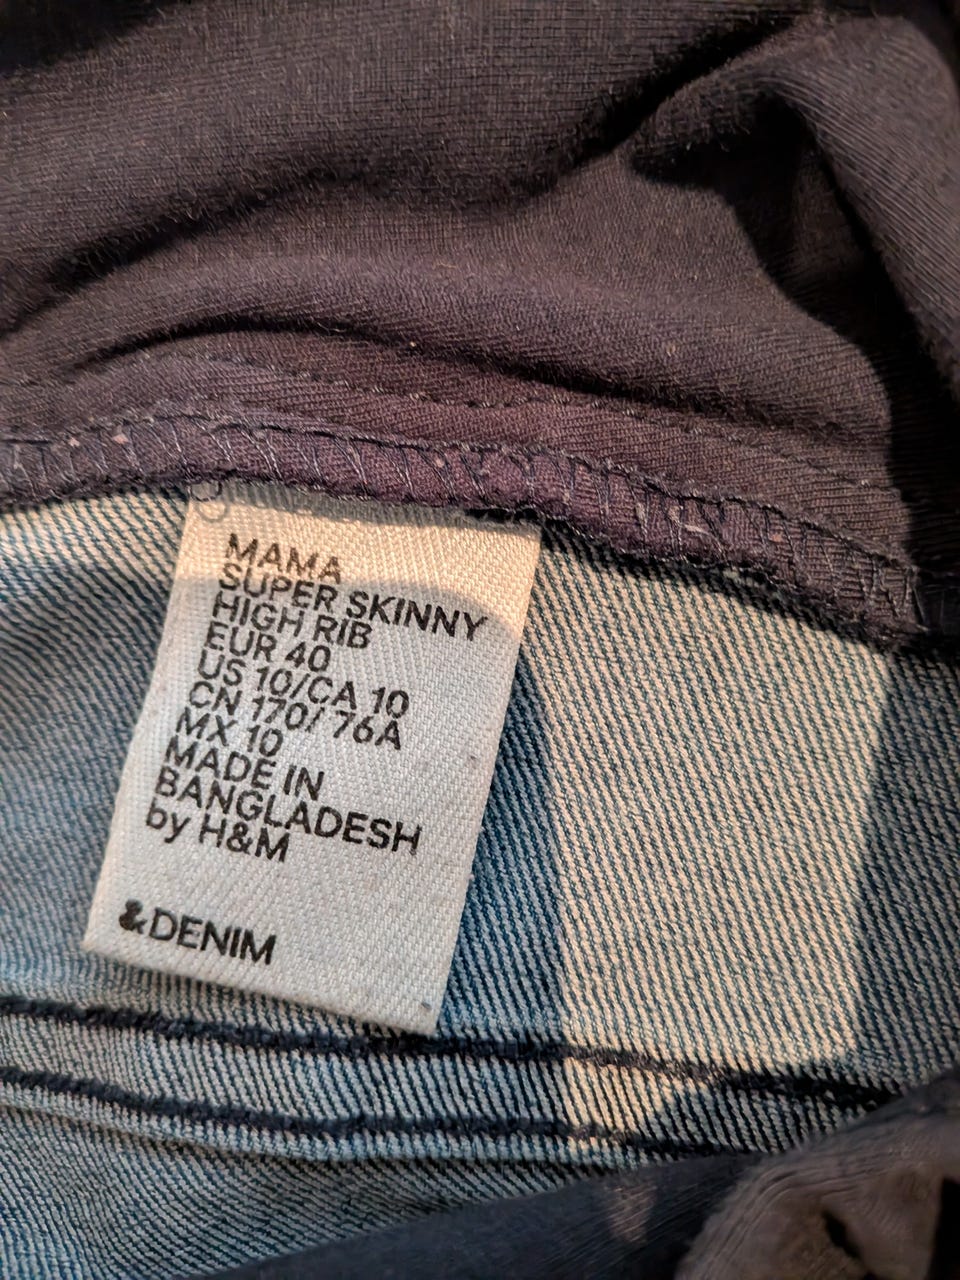 MAMA
SUPER SKINNY
HIGH RIB
EUR 40
US 10/CA 10
CN 170/ 76A
MX 10
MADE IN
BANGLADESH
by H&M
&DENIM